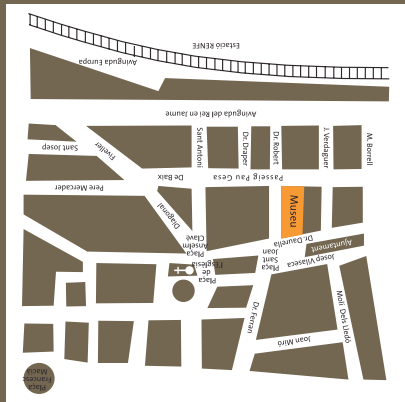 Estació RENFE
Avinguda Europa
Avinguda del Rei en Jaume
Sant Antoni
Dr. Draper
Dr. Robert
J. Verdaguer
M. Borrell
Sant Josep
Fiveller
De Baix
Passeig Pau Gesa
Pere Mercader
Diagonal
Museu
Plaça
Anselm
Clavé
Dr. Daurella
Plaça
Sant
Joan
Ajuntament
Josep Vilaseca
Plaça
de
l'Església
Dr. Ferran
Molí Dels Lledó
Joan Miró
Plaça
Francesc
Macià